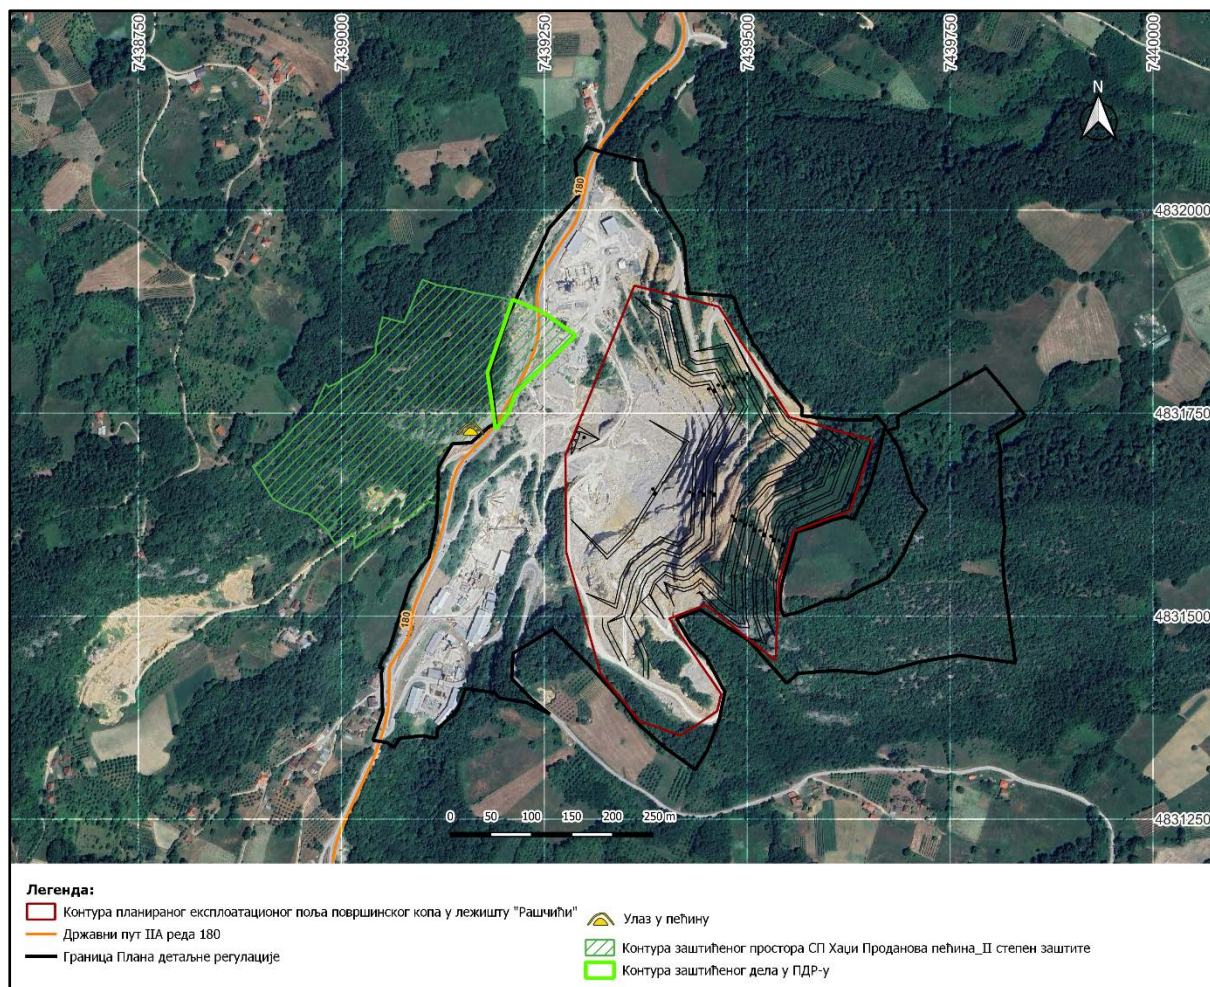 7438750
7439000
7439250
7439500
7439750
7440000
N
180
4832000
4831750
180
4831500
0 50 100 150 200 250 m
4831250
Легенда:
Контура планираног експлоатационог поља површинског копа у лежишту "Рашчићи"
Државни пут IIА реда 180
Граница Плана детаљне регулације
Улаз у пећину
Контура заштићеног простора СП Хаџи Проданова пећина_II степен заштите
Контура заштићеног дела у ПДР-у